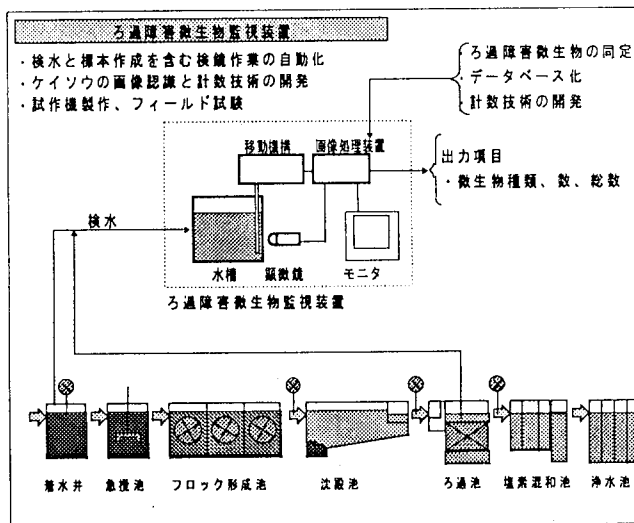 ろ過障害微生物監視装置
・検水と標本作成を含む検鏡作業の自動化
・ケイソウの画像認識と計数技術の開発
・試作機製作、フィールド試験
ろ過障害微生物の同定
データベース化
計数技術の開発
移動機構
画像処理装置
出力項目
・微生物種類、数、総数
検水
水槽
顕微鏡
モニタ
ろ過障害微生物監視装置
着水井
急撹池
フロック形成池
沈殿池
ろ過池
塩素混和池
浄水池